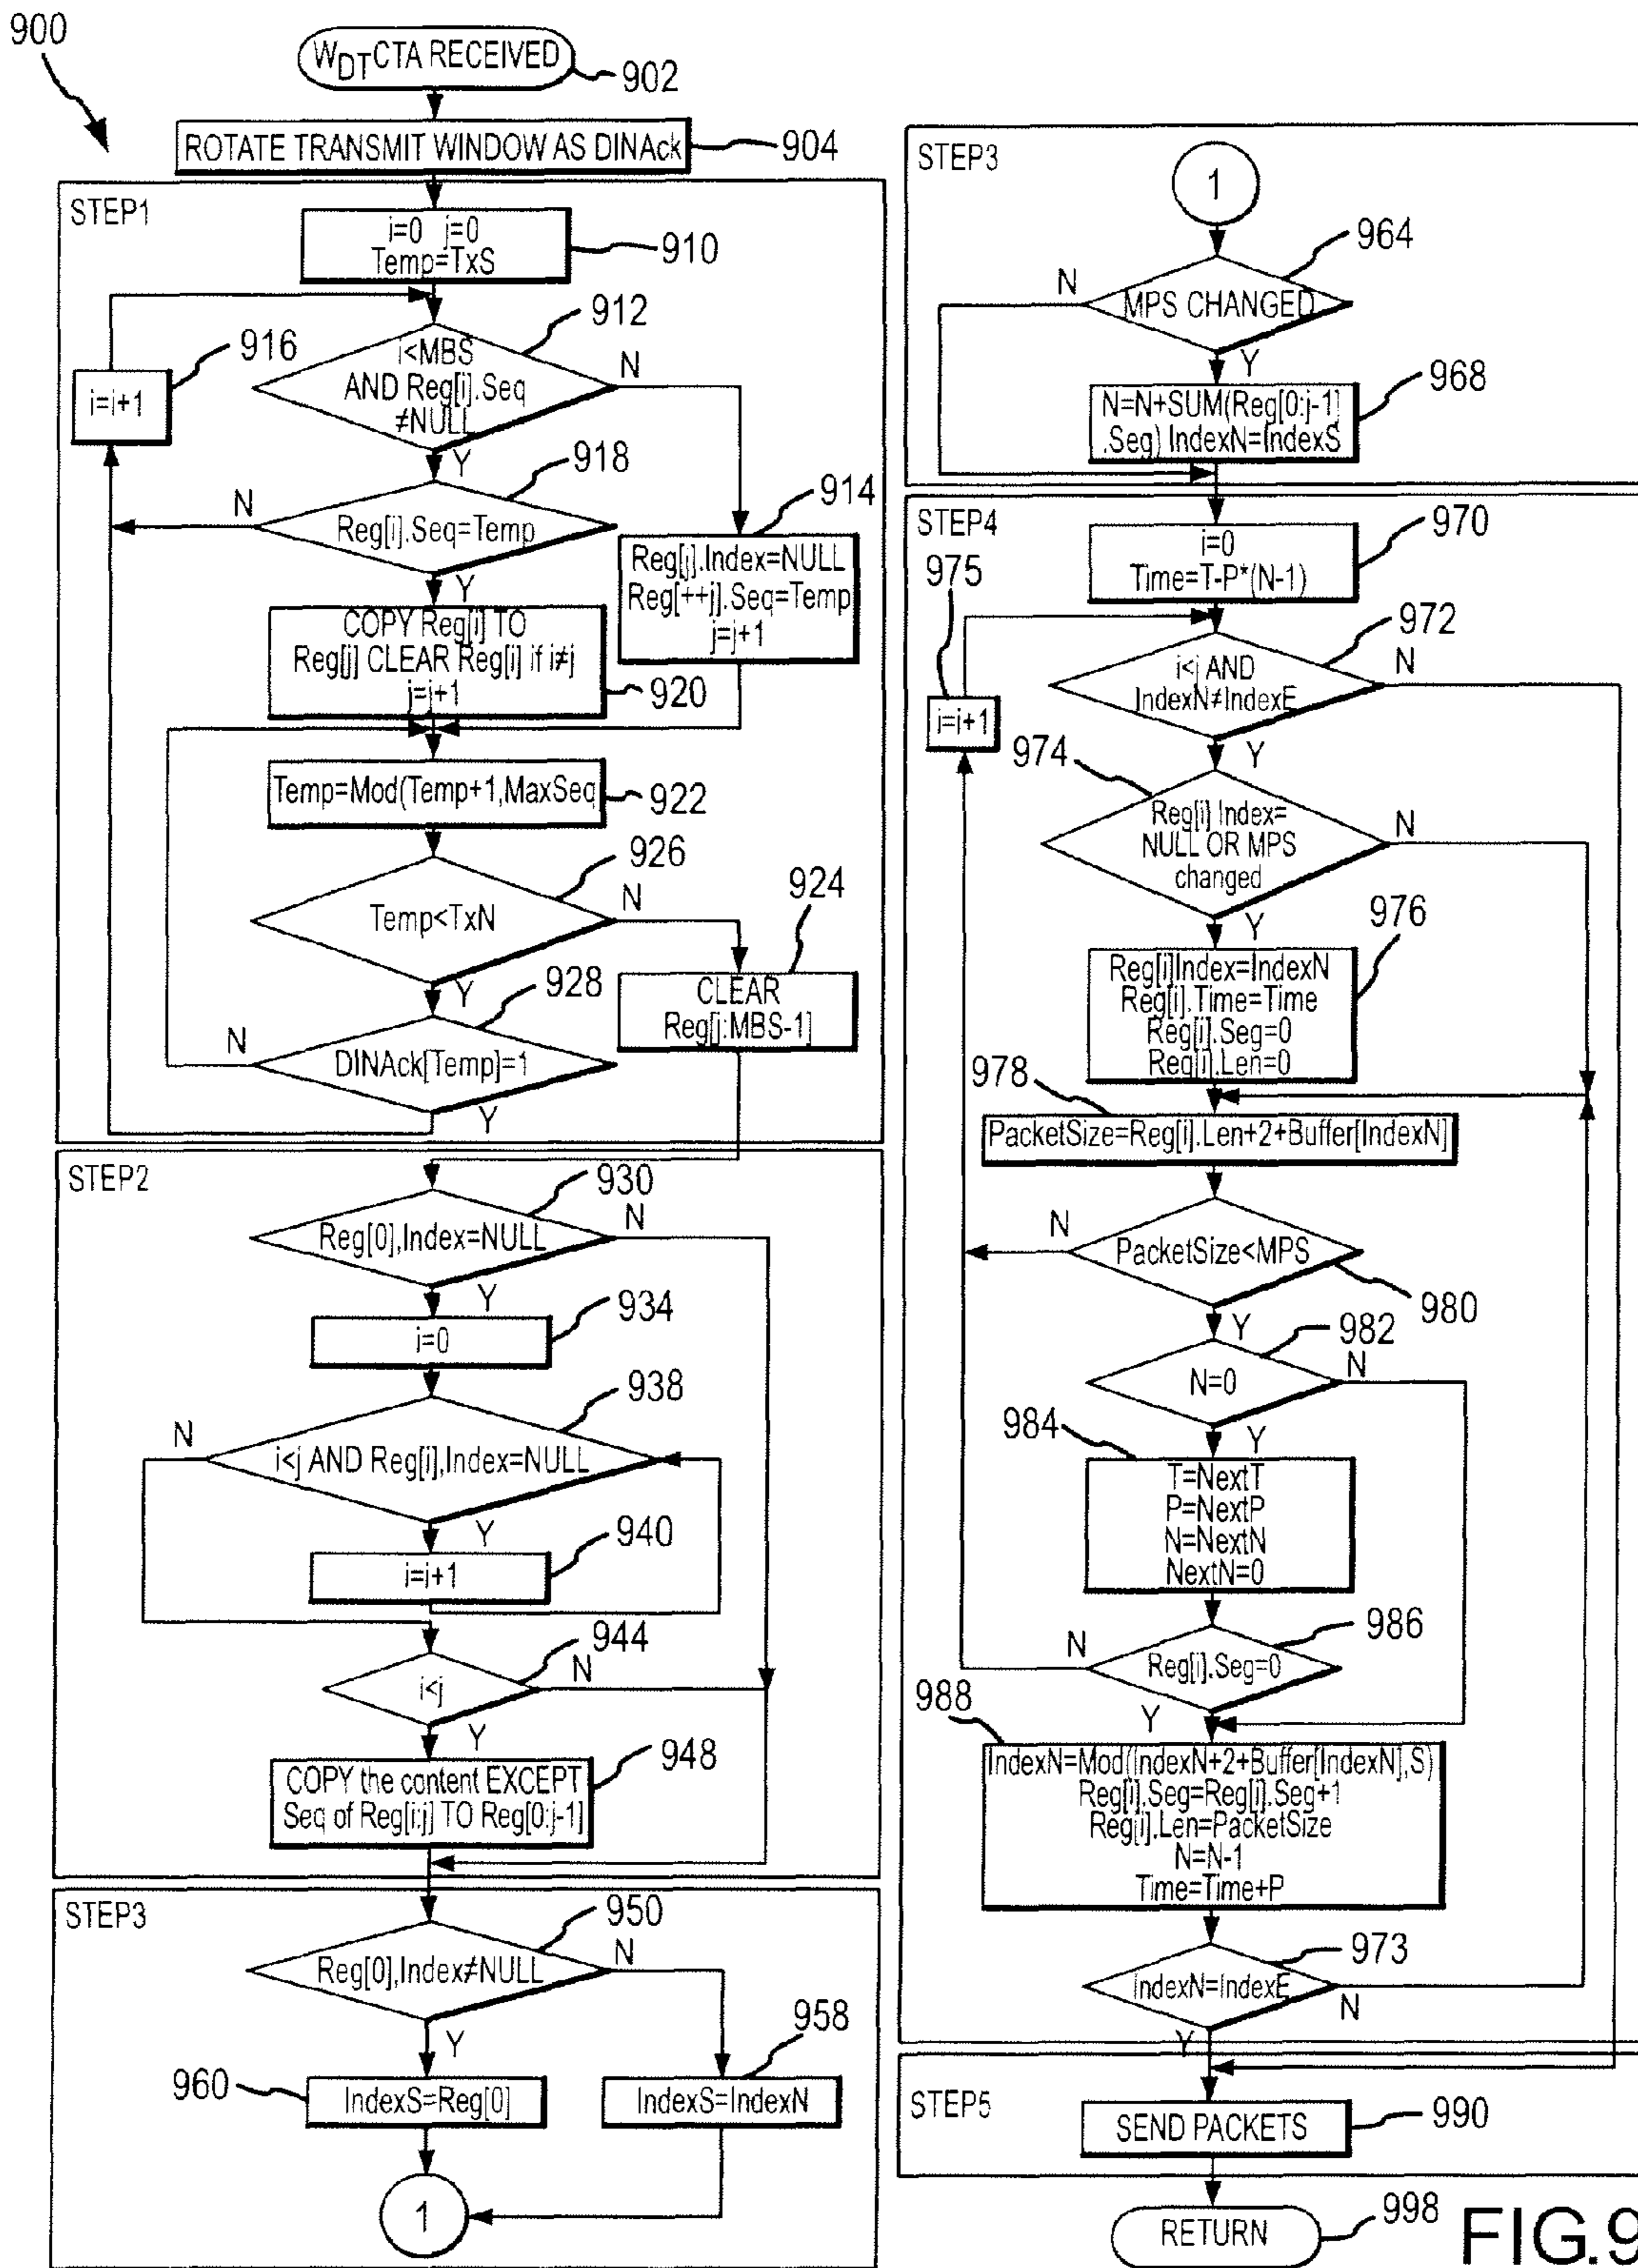 900
W_DT CTA RECEIVED
902
ROTATE TRANSMIT WINDOW AS DINAck
904
STEP1
i=0 j=0
Temp=TxS
910
916
i=i+1
912
i<MBS
AND Reg[i].Seq
≠NULL
N
Y
918
N
Reg[i].Seq=Temp
Y
914
Reg[j].Index=NULL
Reg[++j].Seq=Temp
j=j+1
COPY Reg[i] TO
Reg[j] CLEAR Reg[i] if i≠j
j=j+1
920
Temp=Mod(Temp+1,MaxSeq
922
926
Temp<TxN
N
Y
924
CLEAR
Reg[j:MBS-1]
928
N
DINAck[Temp]=1
Y
STEP2
930
Reg[0],Index=NULL
N
Y
934
i=0
938
N
i<j AND Reg[i],Index=NULL
Y
940
i=i+1
944
i<j
N
Y
948
COPY the content EXCEPT
Seq of Reg[i:j] TO Reg[0:j-1]
STEP3
950
Reg[0],Index≠NULL
N
Y
958
960
IndexS=Reg[0]
IndexS=IndexN
1
STEP3
1
964
N
MPS CHANGED
Y
968
N=N+SUM(Reg[0:j-1]
.Seg) IndexN=IndexS
STEP4
970
i=0
Time=T-P*(N-1)
975
i=i+1
972
i<j AND
IndexN≠IndexE
N
Y
974
Reg[i] Index=
NULL OR MPS
changed
N
Y
976
Reg[i]Index=IndexN
Reg[i].Time=Time
Reg[i].Seg=0
Reg[i].Len=0
978
PacketSize=Reg[i].Len+2+Buffer[IndexN]
N
PacketSize<MPS
980
Y
982
N=0
N
Y
984
T=NextT
P=NextP
N=NextN
NextN=0
986
N
Reg[i].Seg=0
Y
988
IndexN=Mod(IndexN+2+Buffer[IndexN],S)
Reg[i].Seg=Reg[i].Seg+1
Reg[i].Len=PacketSize
N=N-1
Time=Time+P
973
IndexN=IndexE
N
Y
STEP5
SEND PACKETS
990
RETURN
998
FIG.9